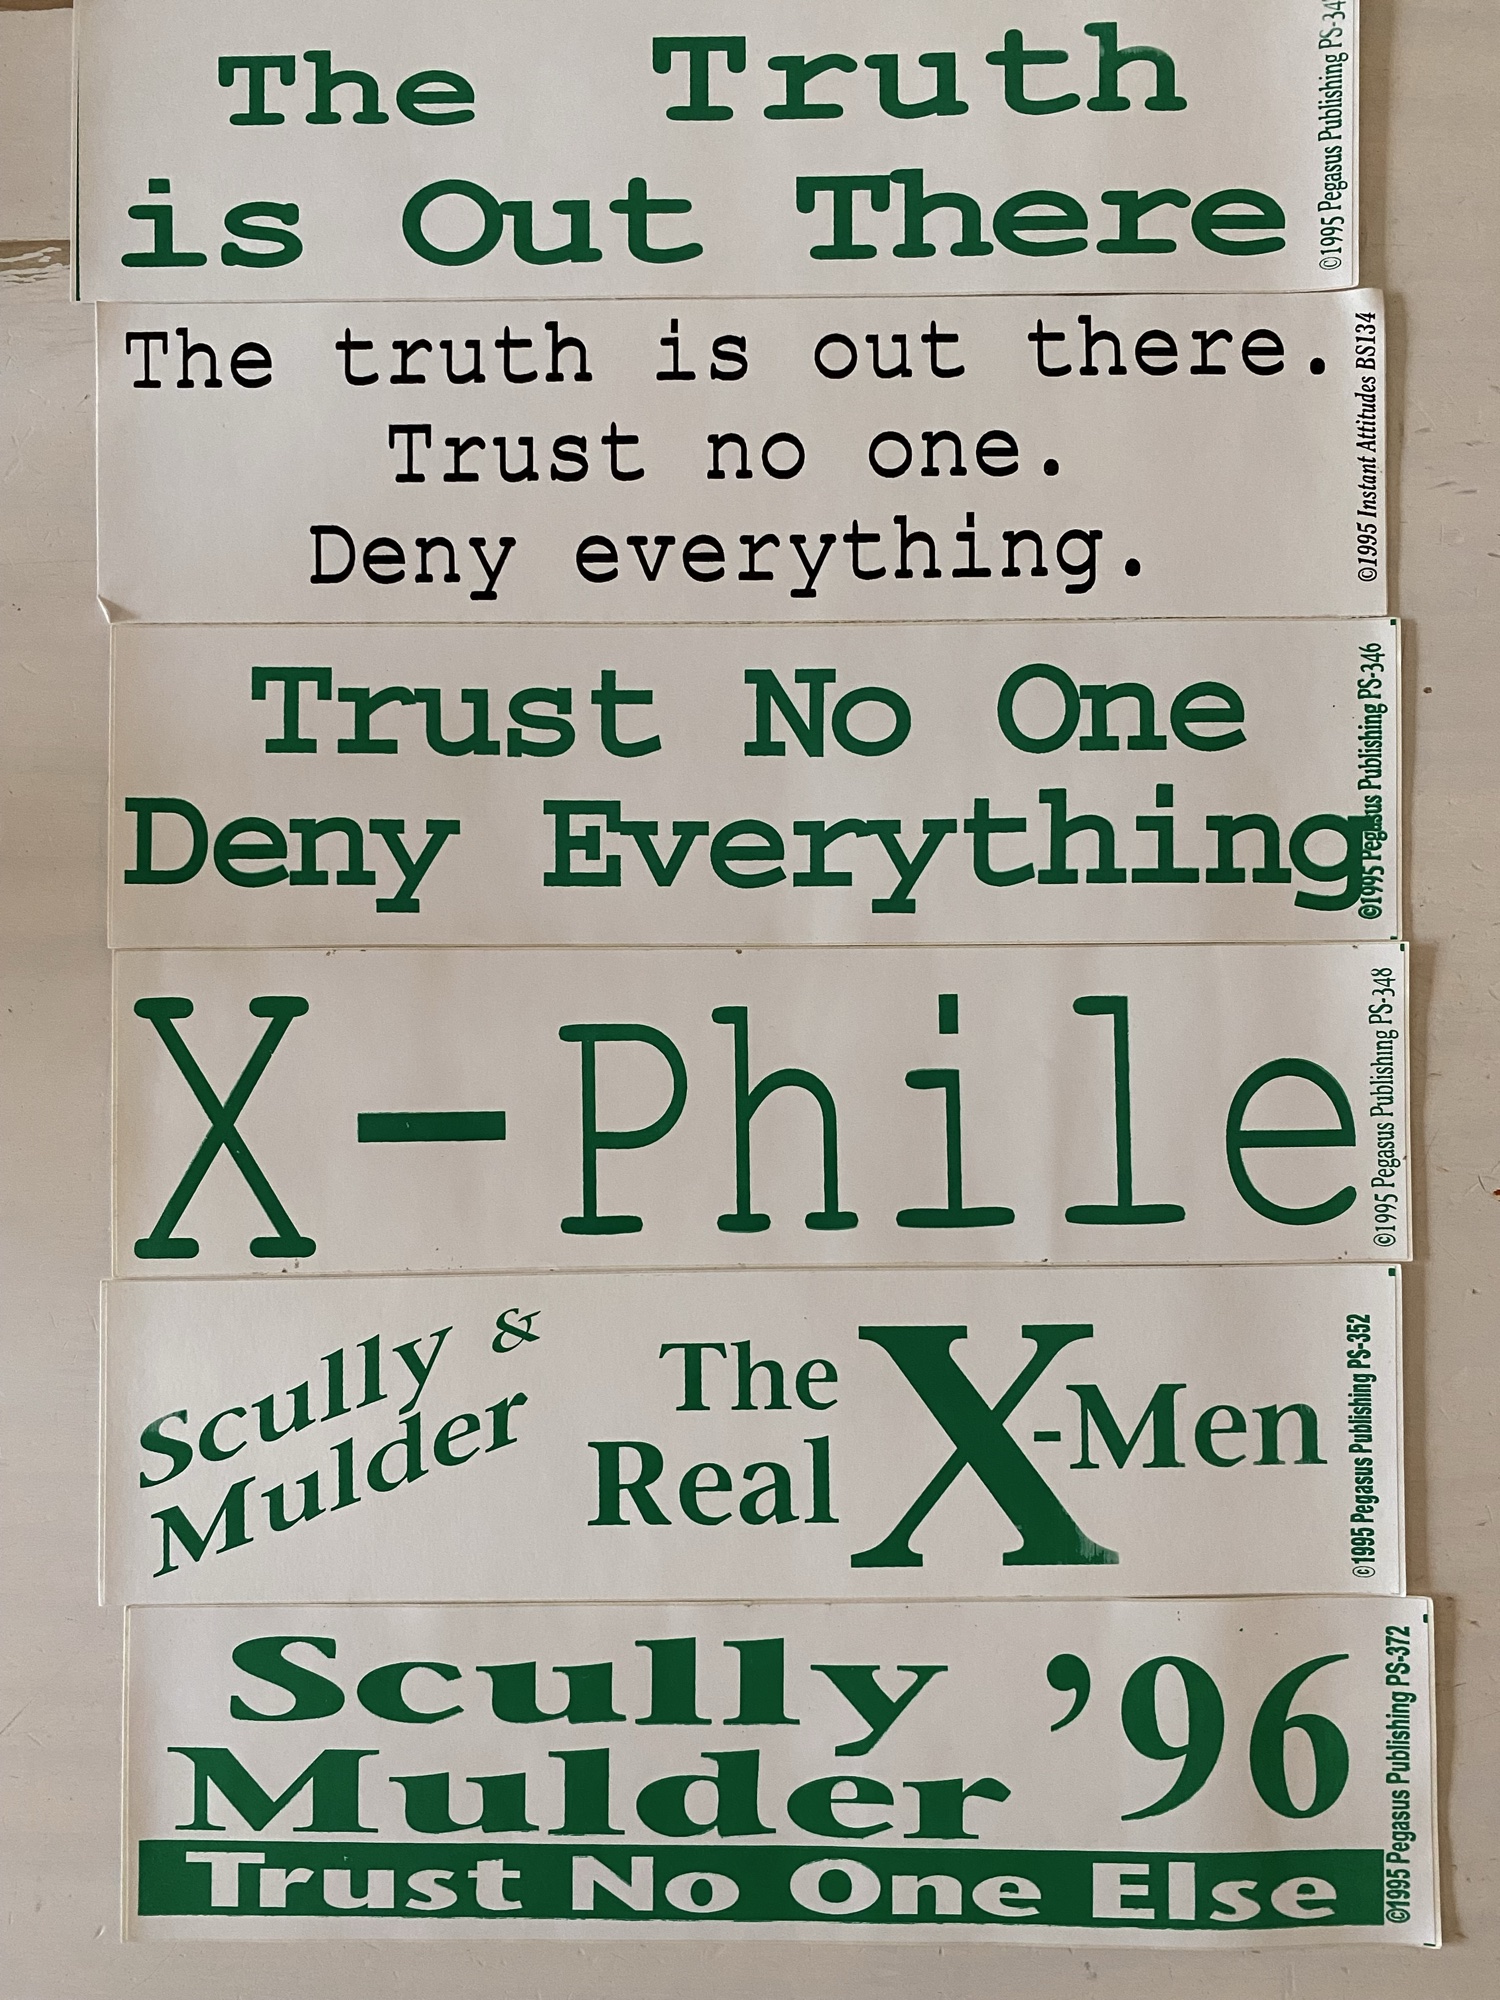 The Truth
is Out There
©1995 Pegasus Publishing PS-34
The truth is out there.
Trust no one.
Deny everything.
©1995 Instant Attitudes BS134
Trust No One
Deny Everything
©1995 Pegasus Publishing PS-346
X-Phile
©1995 Pegasus Publishing PS-348
Scully &
Mulder
The
Real
X-Men
©1995 Pegasus Publishing PS-352
Scully
Mulder
'96
Trust No One Else
©1995 Pegasus Publishing PS-372